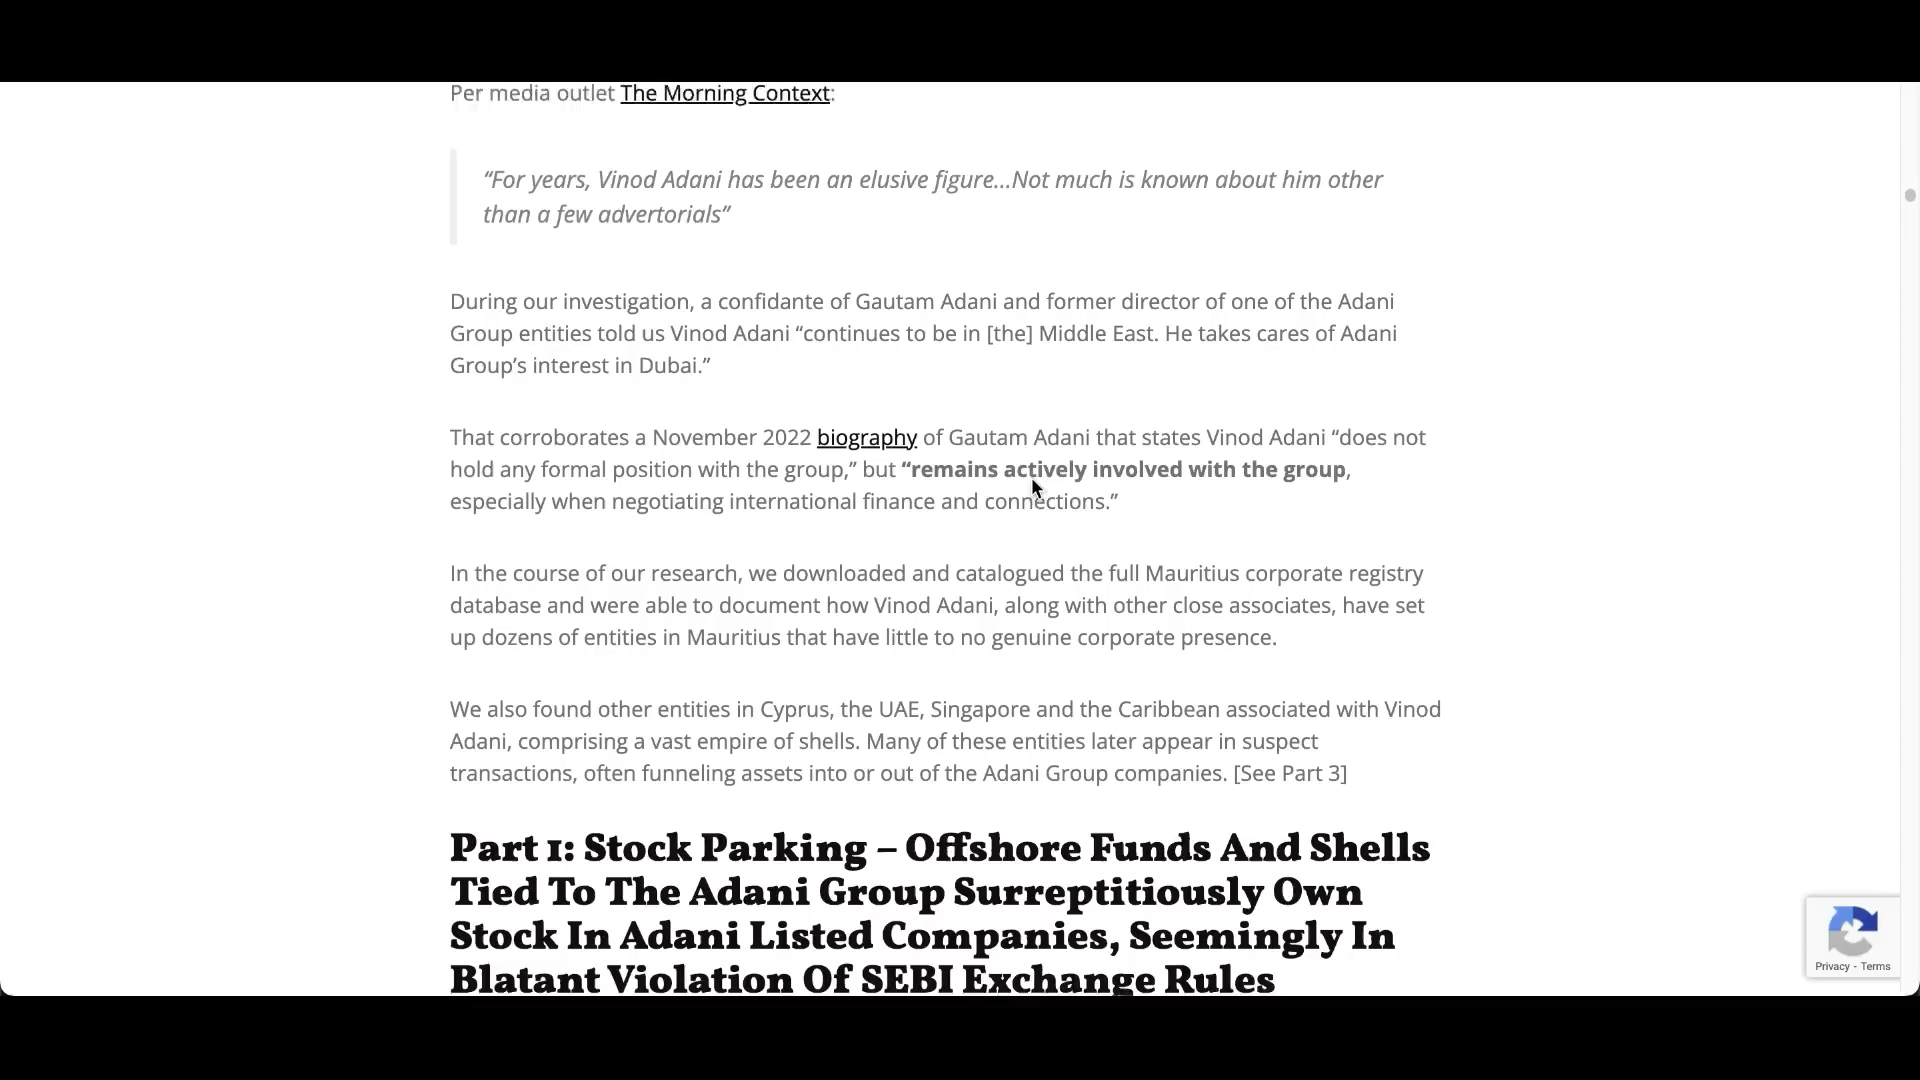 Per media outlet The Morning Context:
“For years, Vinod Adani has been an elusive figure…Not much is known about him other
than a few advertorials”
During our investigation, a confidante of Gautam Adani and former director of one of the Adani
Group entities told us Vinod Adani “continues to be in [the] Middle East. He takes cares of Adani
Group’s interest in Dubai.”
That corroborates a November 2022 biography of Gautam Adani that states Vinod Adani “does not
hold any formal position with the group,” but “remains actively involved with the group,
especially when negotiating international finance and connections.”
In the course of our research, we downloaded and catalogued the full Mauritius corporate registry
database and were able to document how Vinod Adani, along with other close associates, have set
up dozens of entities in Mauritius that have little to no genuine corporate presence.
We also found other entities in Cyprus, the UAE, Singapore and the Caribbean associated with Vinod
Adani, comprising a vast empire of shells. Many of these entities later appear in suspect
transactions, often funneling assets into or out of the Adani Group companies. [See Part 3]
Part 1: Stock Parking – Offshore Funds And Shells
Tied To The Adani Group Surreptitiously Own
Stock In Adani Listed Companies, Seemingly In
Blatant Violation Of SEBI Exchange Rules
Privacy - Terms